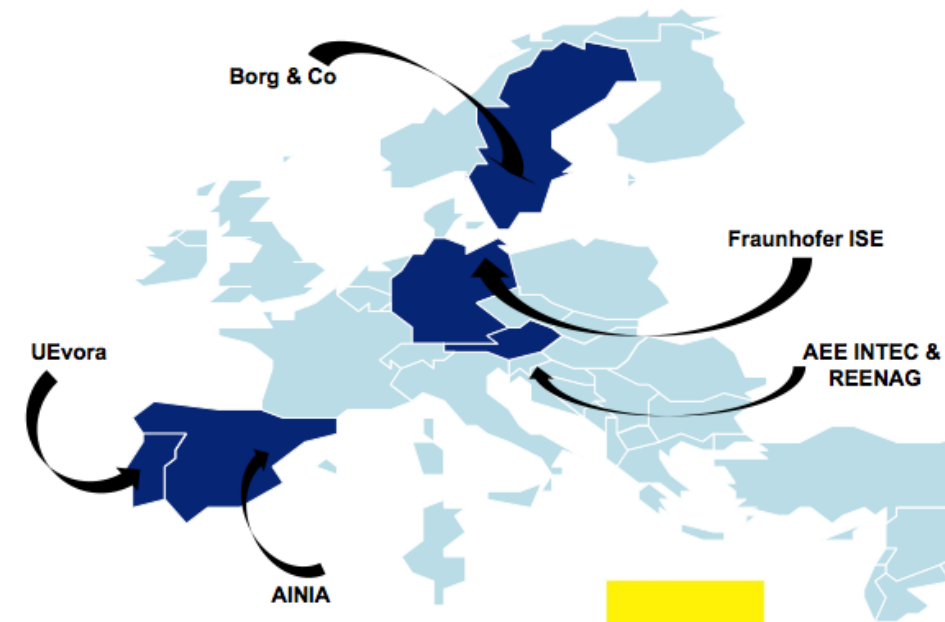 Borg & Co
Fraunhofer ISE
UEvora
AEE INTEC &
REENAG
AINIA